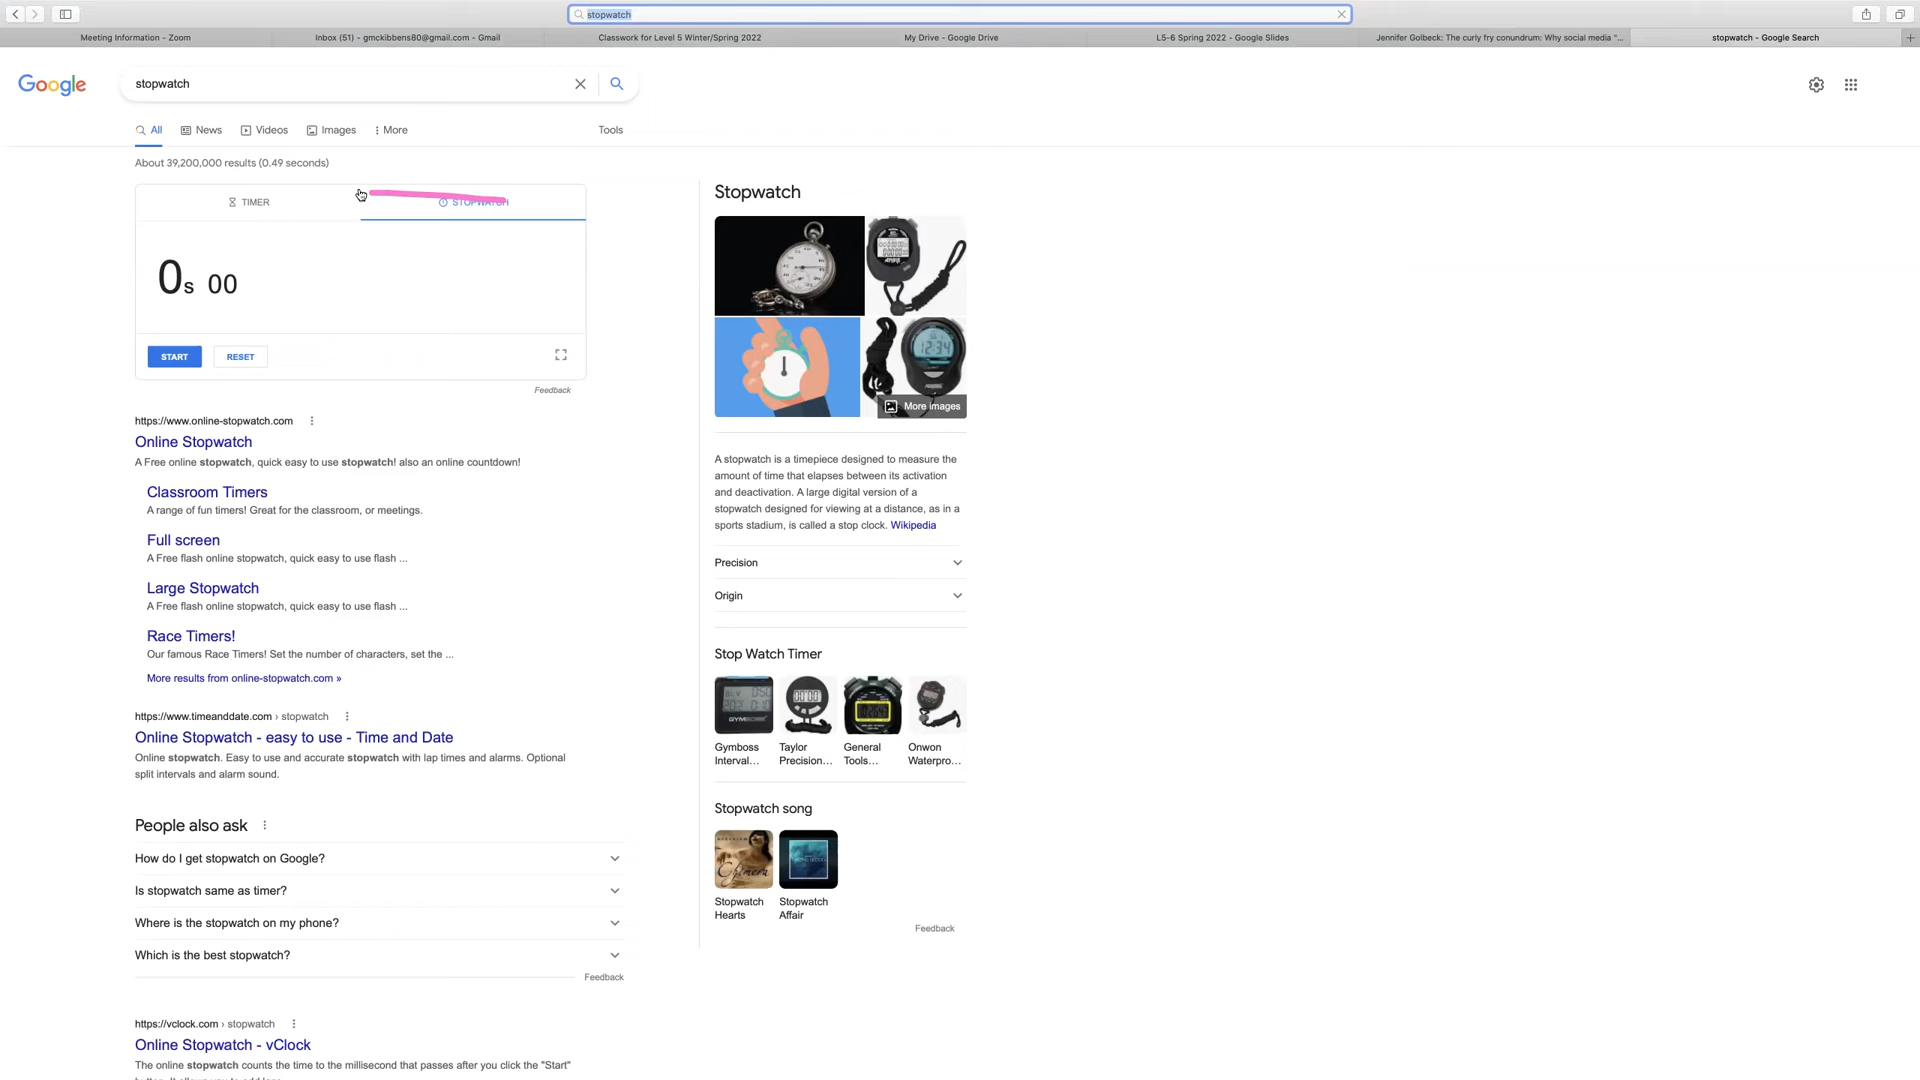 stopwatch
Meeting Information - Zoom
Inbox (51) - gmckibbens80@gmail.com - Gmail
Classwork for Level 5 Winter/Spring 2022
My Drive - Google Drive
L5-6 Spring 2022 - Google Slides
Jennifer Golbeck: The curly fry conundrum: Why social media "...
stopwatch - Google Search
Google
stopwatch
All
News
Videos
Images
More
Tools
About 39,200,000 results (0.49 seconds)
TIMER
STOPWATCH
0s 00
START
RESET
Feedback
https://www.online-stopwatch.com
Online Stopwatch
A Free online stopwatch, quick easy to use stopwatch! also an online countdown!
Classroom Timers
A range of fun timers! Great for the classroom, or meetings.
Full screen
A Free flash online stopwatch, quick easy to use flash ...
Large Stopwatch
A Free flash online stopwatch, quick easy to use flash ...
Race Timers!
Our famous Race Timers! Set the number of characters, set the ...
More results from online-stopwatch.com »
https://www.timeanddate.com › stopwatch
Online Stopwatch - easy to use - Time and Date
Online stopwatch. Easy to use and accurate stopwatch with lap times and alarms. Optional
split intervals and alarm sound.
People also ask
How do I get stopwatch on Google?
Is stopwatch same as timer?
Where is the stopwatch on my phone?
Which is the best stopwatch?
Feedback
https://vclock.com › stopwatch
Online Stopwatch - vClock
The online stopwatch counts the time to the millisecond that passes after you click the "Start"
Stopwatch
More images
A stopwatch is a timepiece designed to measure the
amount of time that elapses between its activation
and deactivation. A large digital version of a
stopwatch designed for viewing at a distance, as in a
sports stadium, is called a stop clock. Wikipedia
Precision
Origin
Stop Watch Timer
GYMBOSS
Gymboss
Interval...
Taylor
Precision...
General
Tools...
Onwon
Waterpro...
Stopwatch song
Stopwatch
Hearts
Stopwatch
Affair
Feedback